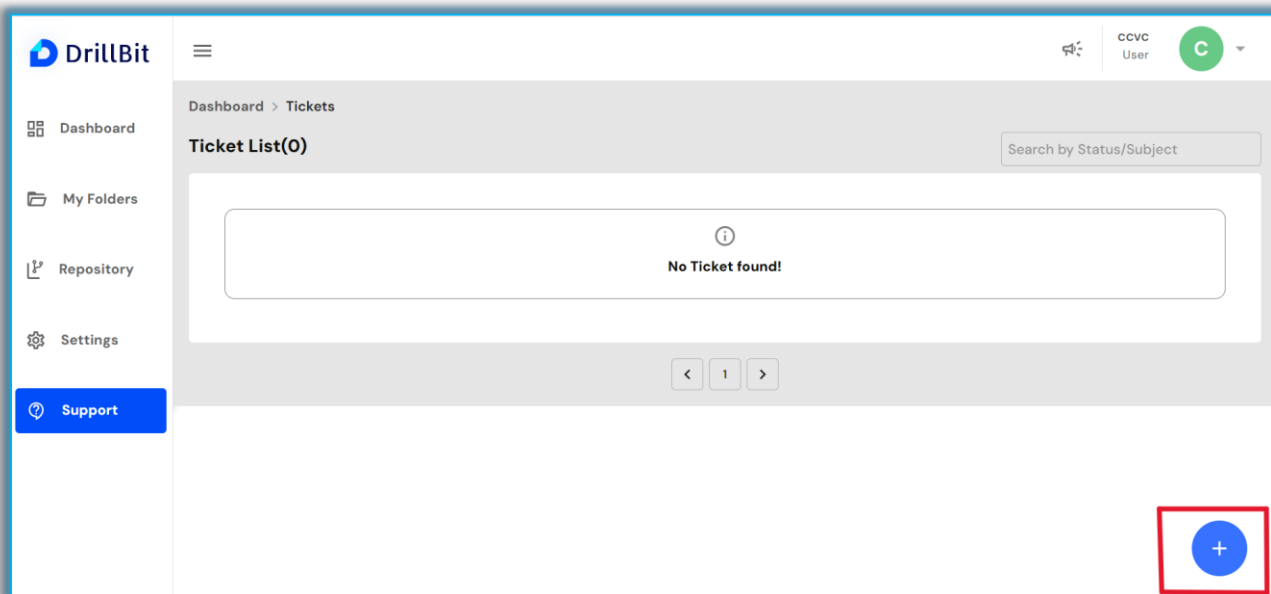 DrillBit
ccvc
User
C
Dashboard > Tickets
Dashboard
Ticket List(0)
Search by Status/Subject
My Folders
No Ticket found!
Repository
Settings
< 1 >
Support
+